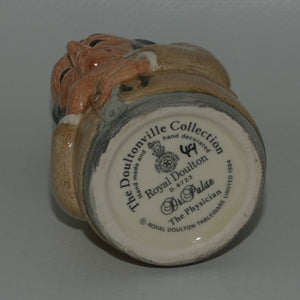 The Doultonville Collection
Hand made and hand decorated
49
Royal Doulton
D.6723
Dr Pulse
The Physician
© ROYAL DOULTON TABLEWARE LIMITED 1984